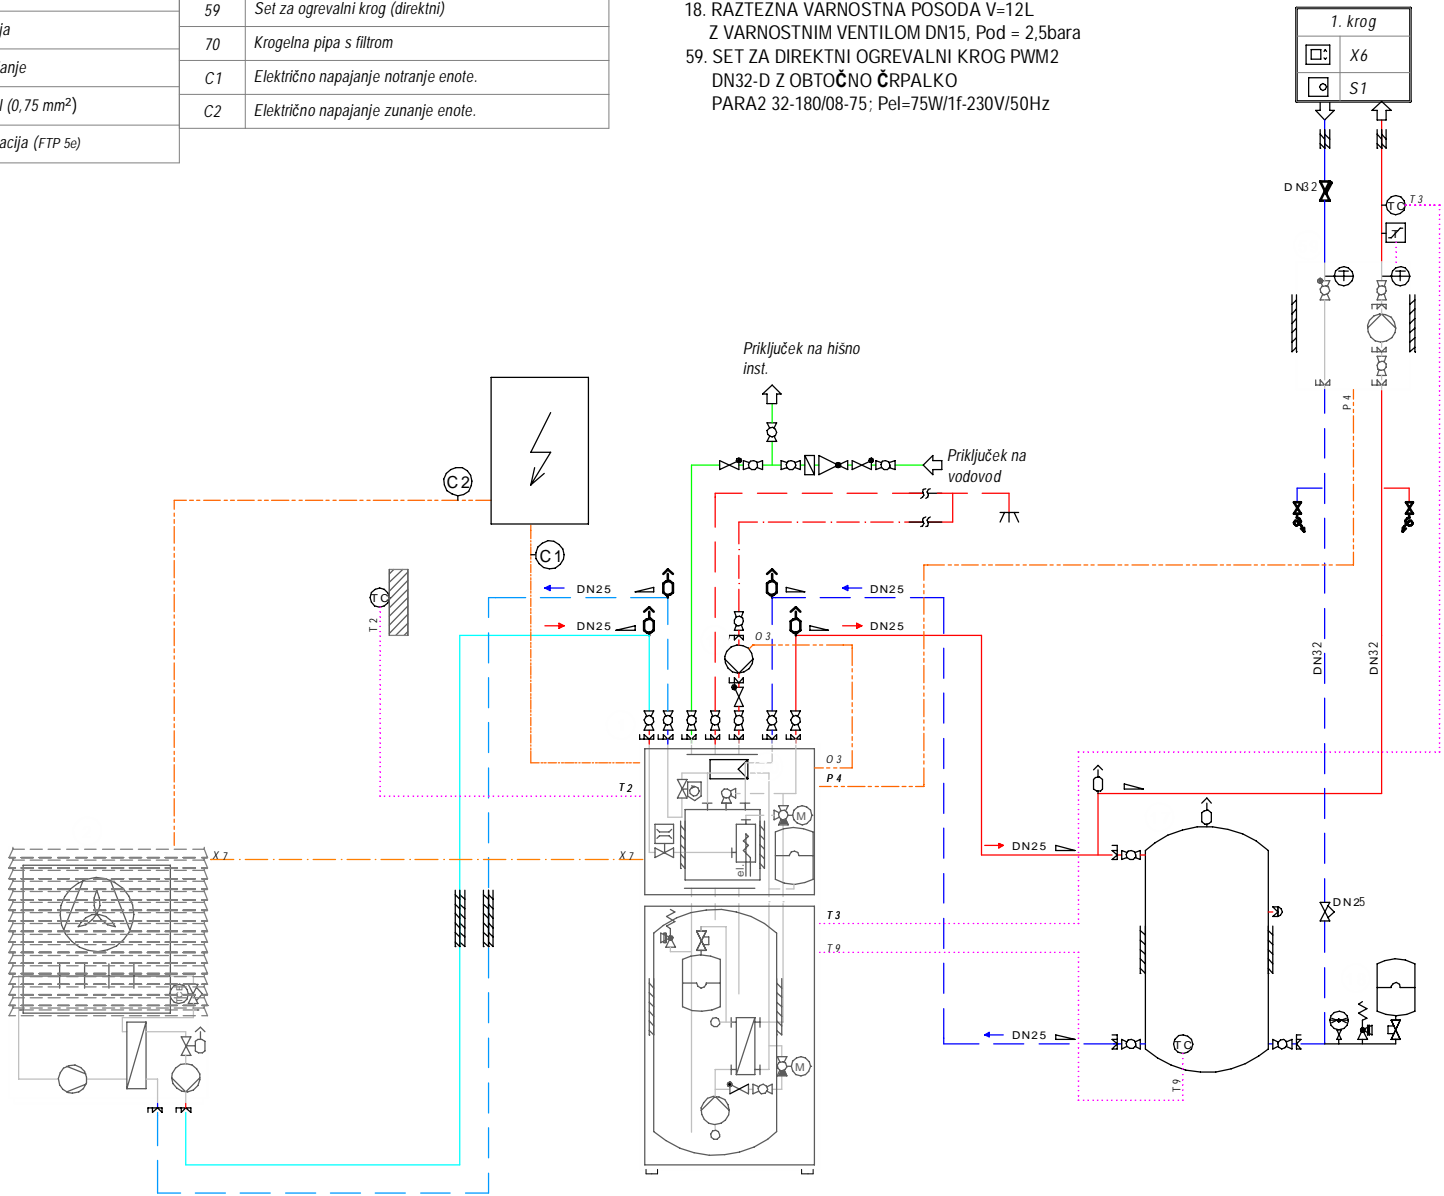 59 Set za ogrevalni krog (direktni)
ja
70 Krogelna pipa s filtrom
anje
C1 Električno napajanje notranje enote.
l (0,75 mm²)
C2 Električno napajanje zunanje enote.
acija (FTP 5e)
18. RAZTEZNA VARNOSTNA POSODA V=12L
Z VARNOSTNIM VENTILOM DN15, Pod = 2,5bara
59. SET ZA DIREKTNI OGREVALNI KROG PWM2
DN32-D Z OBTOČNO ČRPALKO
PARA2 32-180/08-75; Pel=75W/1f-230V/50Hz
1. krog
X6
S1
DN32
TC
T3
T
T
T
P4
Priključek na hišno
inst.
Priključek na
vodovod
C2
C1
TC
T2
DN25
DN25
DN25
DN25
O3
DN32
DN32
O3
P4
T2
M
el.
X7
X7
DN25
DN25
T3
T9
DN25
TC
T9
M